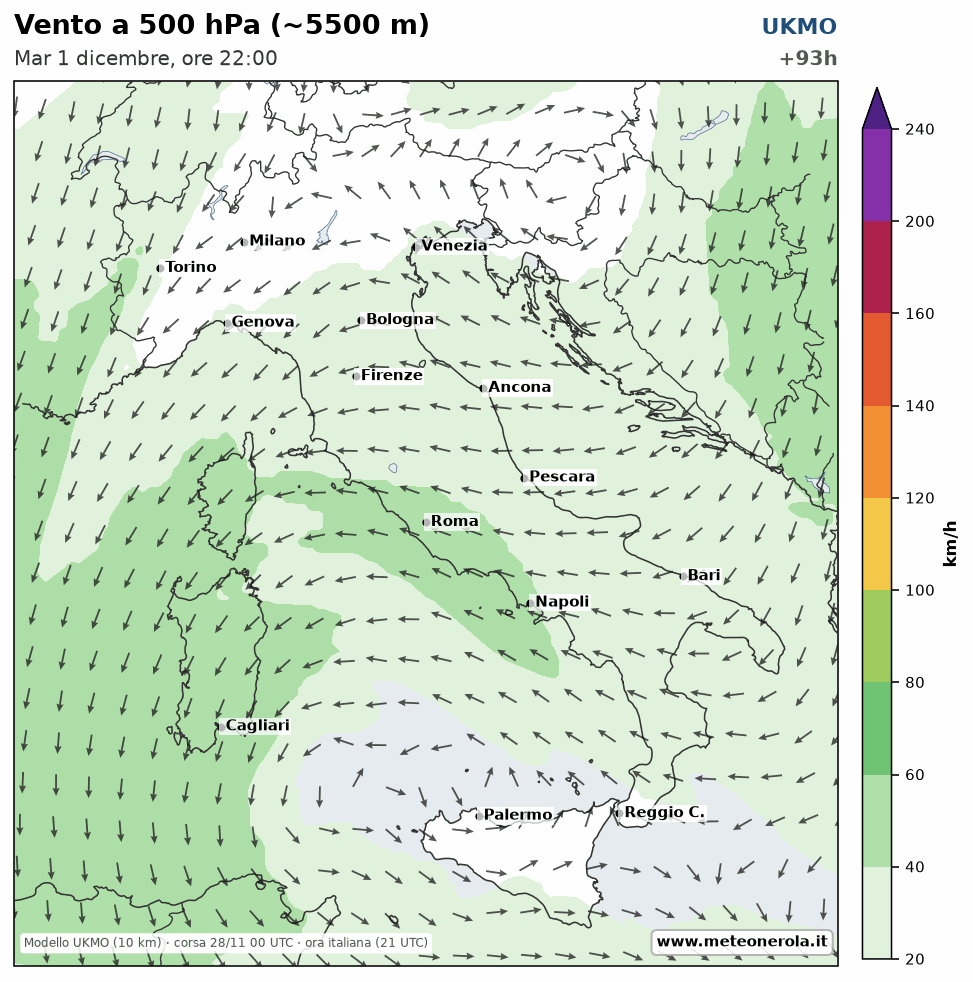 Vento a 500 hPa (~5500 m)
UKMO
Mar 1 dicembre, ore 22:00
+93h
240
200
160
140
120
100
80
60
40
20
km/h
Milano
Venezia
Torino
Genova
Bologna
Firenze
Ancona
Pescara
Roma
Bari
Napoli
Cagliari
Palermo
Reggio C.
Modello UKMO (10 km) · corsa 28/11 00 UTC · ora italiana (21 UTC)
www.meteonerola.it